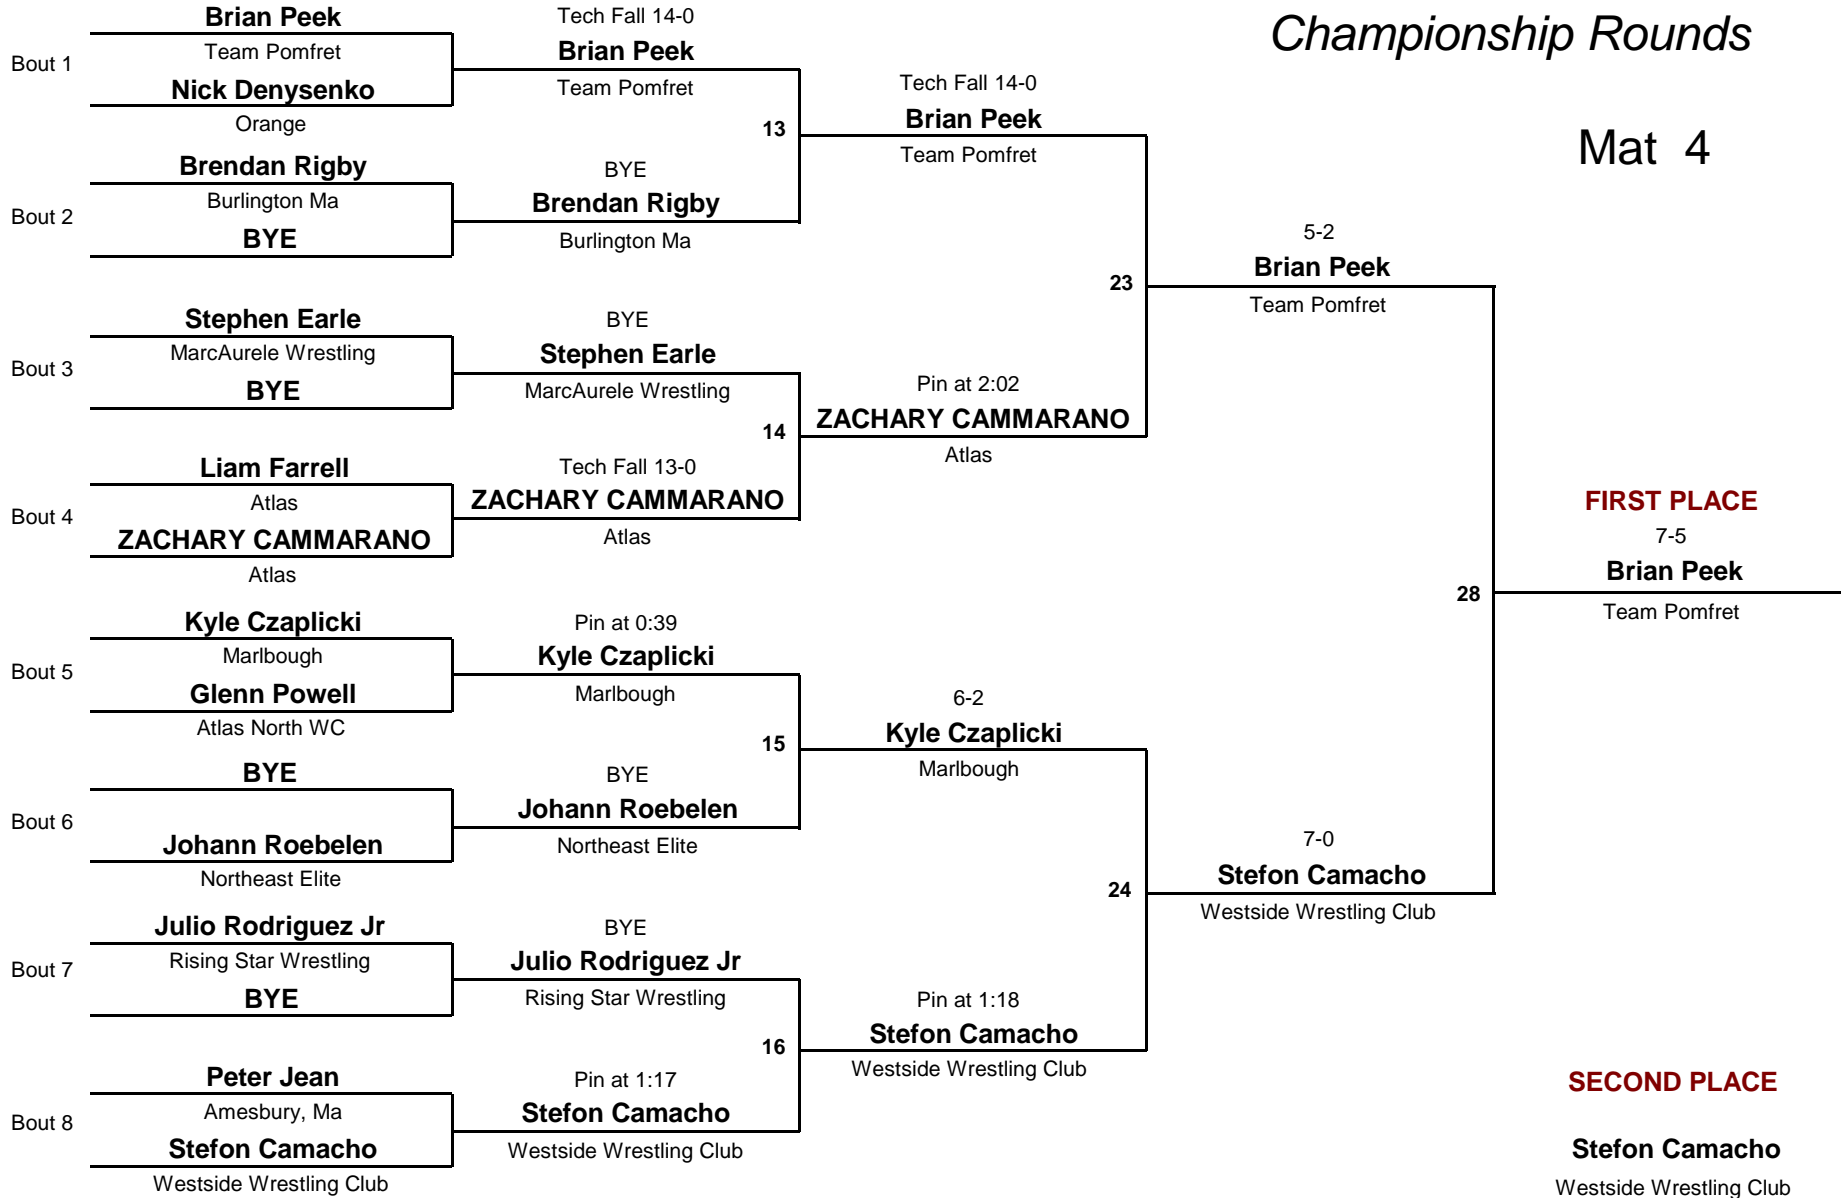 Championship Rounds
Mat 4
Bout 1
Brian Peek
Team Pomfret
Nick Denysenko
Orange
Bout 2
Brendan Rigby
Burlington Ma
BYE
Bout 3
Stephen Earle
MarcAurele Wrestling
BYE
Bout 4
Liam Farrell
Atlas
ZACHARY CAMMARANO
Atlas
Bout 5
Kyle Czaplicki
Marlbough
Glenn Powell
Atlas North WC
Bout 6
BYE
Johann Roebelen
Northeast Elite
Bout 7
Julio Rodriguez Jr
Rising Star Wrestling
BYE
Bout 8
Peter Jean
Amesbury, Ma
Stefon Camacho
Westside Wrestling Club
Tech Fall 14-0
Brian Peek
Team Pomfret
13
BYE
Brendan Rigby
Burlington Ma
BYE
Stephen Earle
MarcAurele Wrestling
14
Tech Fall 13-0
ZACHARY CAMMARANO
Atlas
Pin at 0:39
Kyle Czaplicki
Marlbough
15
BYE
Johann Roebelen
Northeast Elite
BYE
Julio Rodriguez Jr
Rising Star Wrestling
16
Pin at 1:17
Stefon Camacho
Westside Wrestling Club
Tech Fall 14-0
Brian Peek
Team Pomfret
23
Pin at 2:02
ZACHARY CAMMARANO
Atlas
6-2
Kyle Czaplicki
Marlbough
24
Pin at 1:18
Stefon Camacho
Westside Wrestling Club
5-2
Brian Peek
Team Pomfret
28
7-0
Stefon Camacho
Westside Wrestling Club
FIRST PLACE
7-5
Brian Peek
Team Pomfret
SECOND PLACE
Stefon Camacho
Westside Wrestling Club